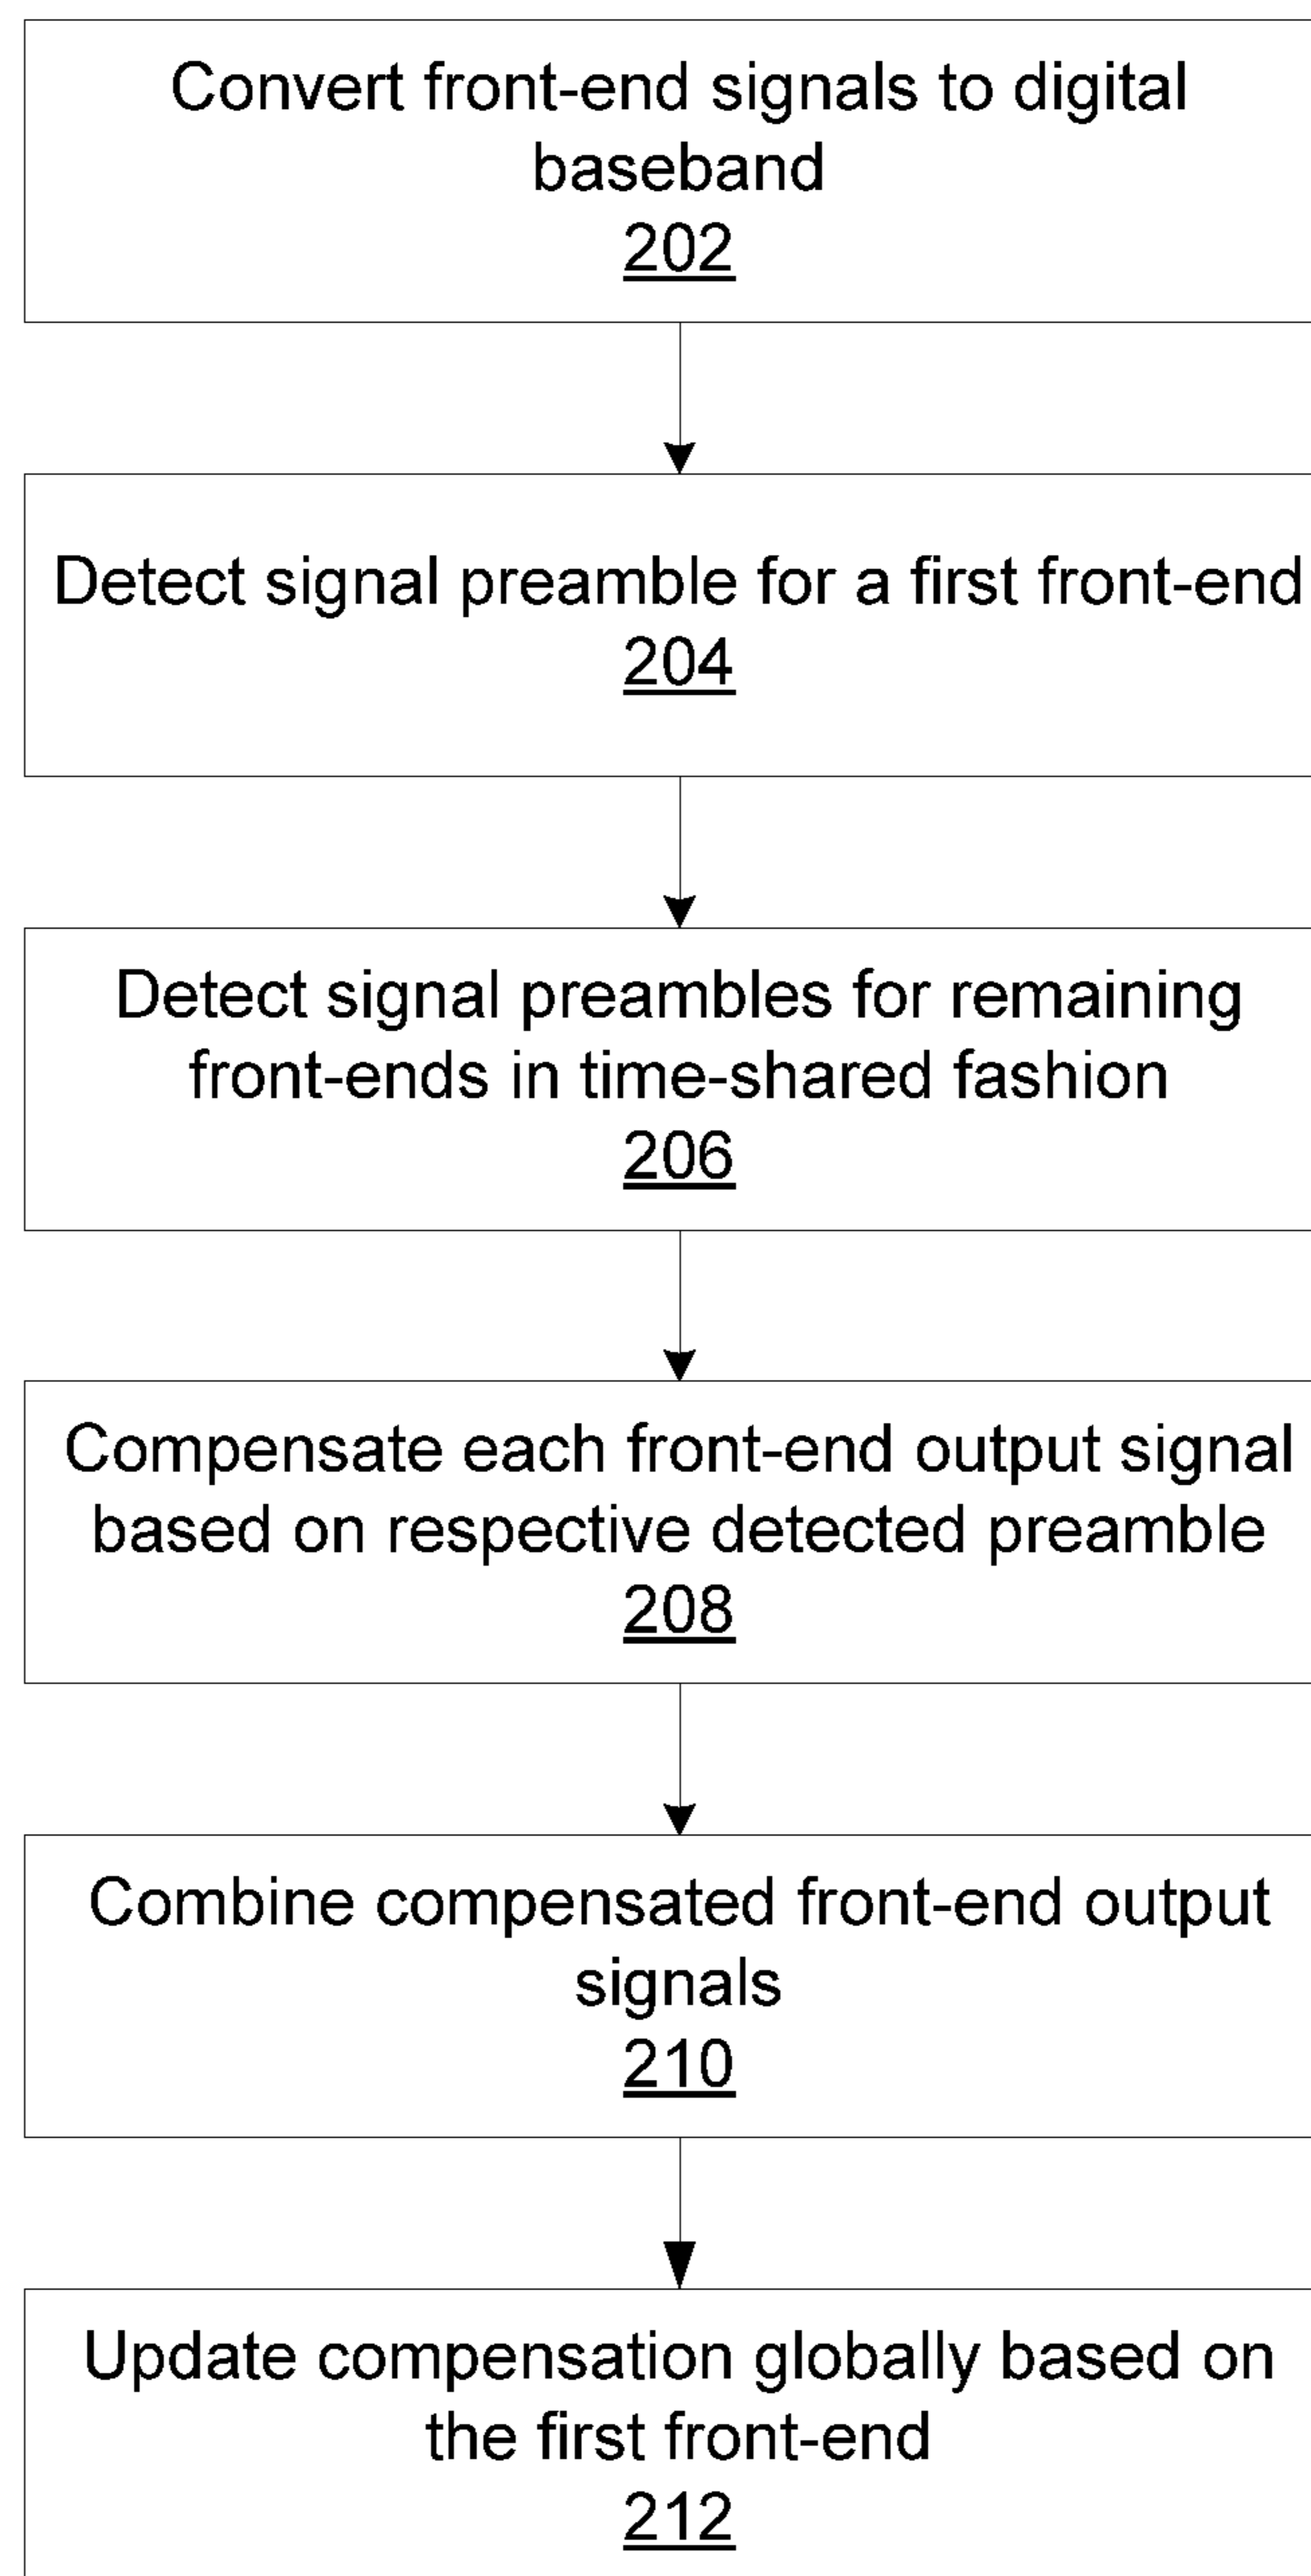 Convert front-end signals to digital
baseband
202
Detect signal preamble for a first front-end
204
Detect signal preambles for remaining
front-ends in time-shared fashion
206
Compensate each front-end output signal
based on respective detected preamble
208
Combine compensated front-end output
signals
210
Update compensation globally based on
the first front-end
212